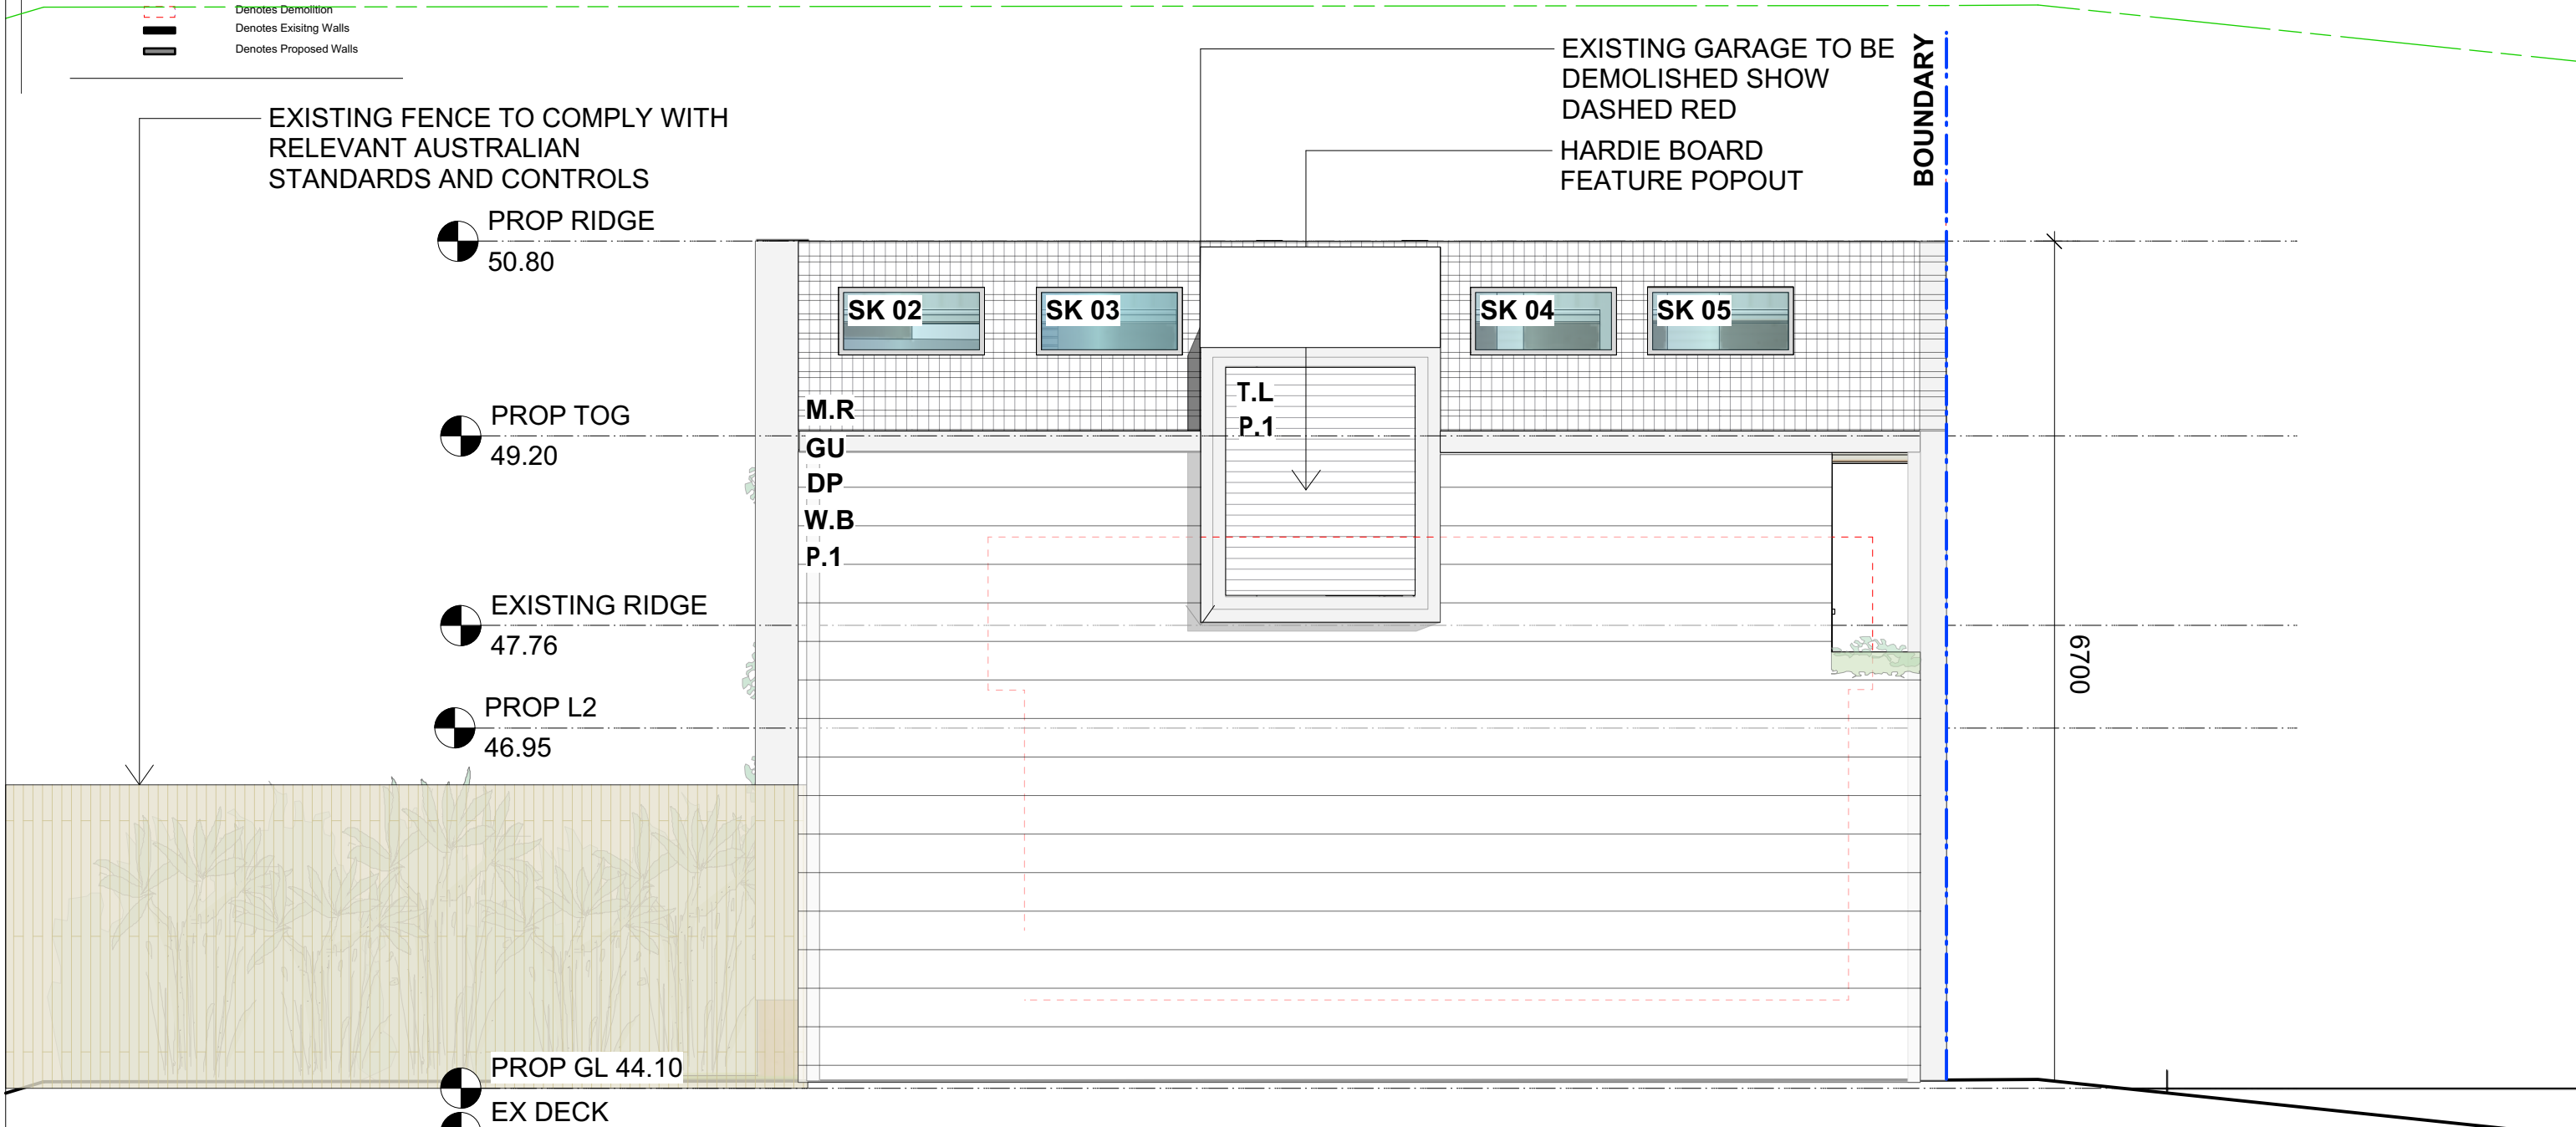 Denotes Demolition
Denotes Exisitng Walls
Denotes Proposed Walls
EXISTING FENCE TO COMPLY WITH
RELEVANT AUSTRALIAN
STANDARDS AND CONTROLS
EXISTING GARAGE TO BE
DEMOLISHED SHOW
DASHED RED
HARDIE BOARD
FEATURE POPOUT
BOUNDARY
PROP RIDGE
50.80
SK 02
SK 03
SK 04
SK 05
PROP TOG
49.20
M.R
GU
DP
W.B
P.1
T.L
P.1
EXISTING RIDGE
47.76
PROP L2
46.95
6700
PROP GL 44.10
EX DECK